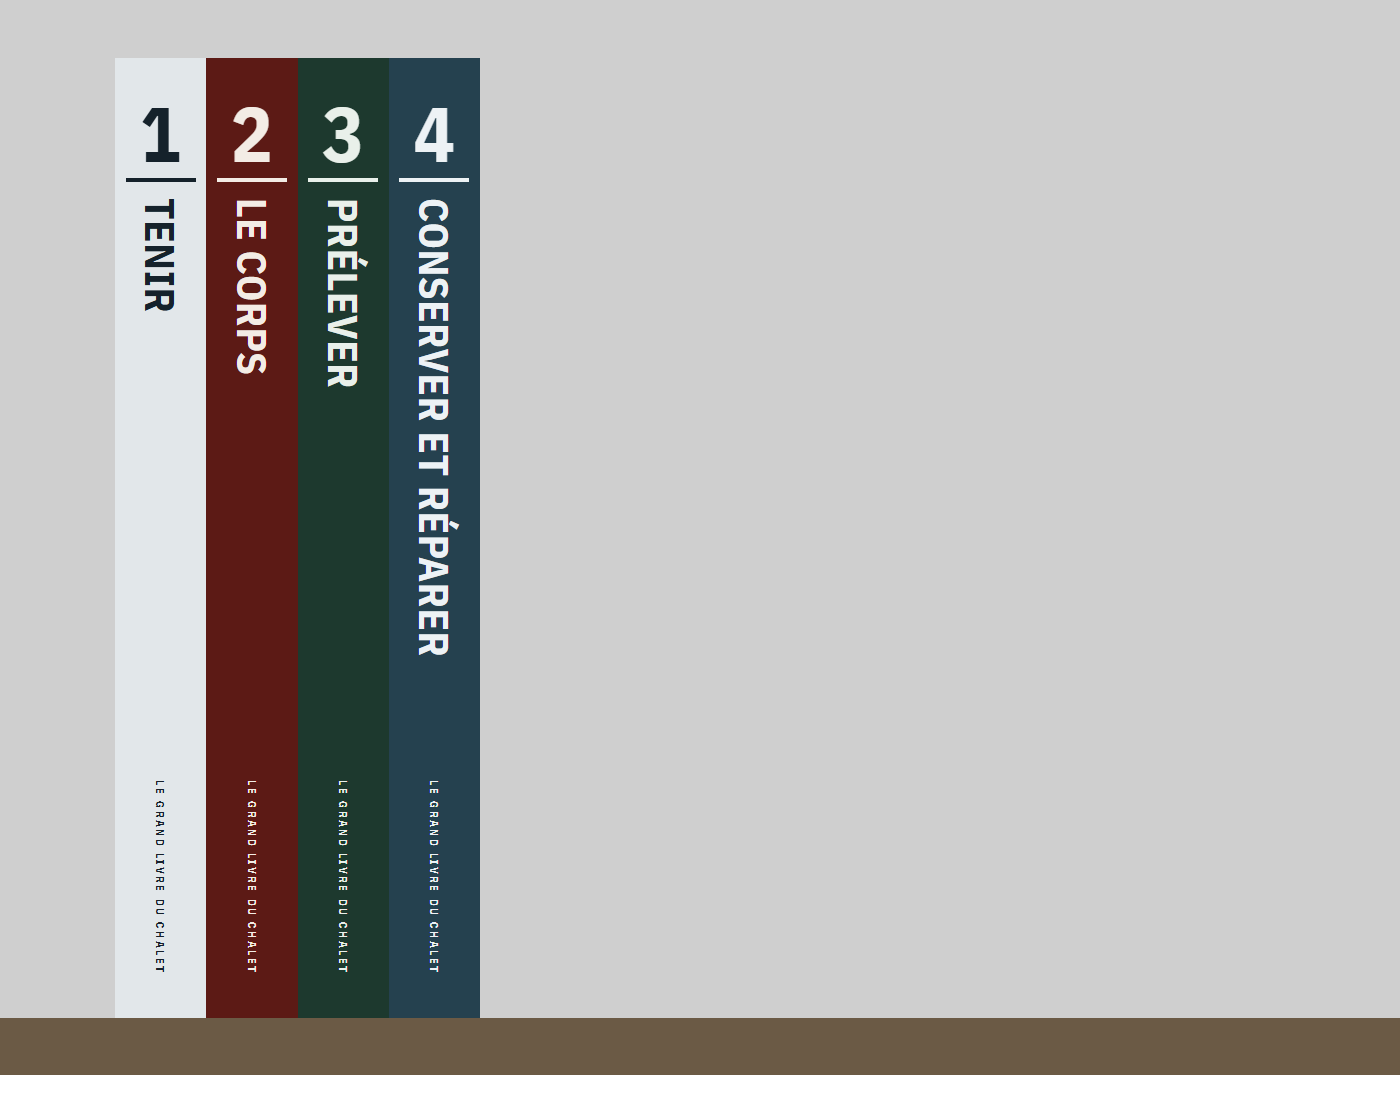 1
TENIR
LE GRAND LIVRE DU CHALET
2
LE CORPS
LE GRAND LIVRE DU CHALET
3
PRÉLEVER
LE GRAND LIVRE DU CHALET
4
CONSERVER ET RÉPARER
LE GRAND LIVRE DU CHALET